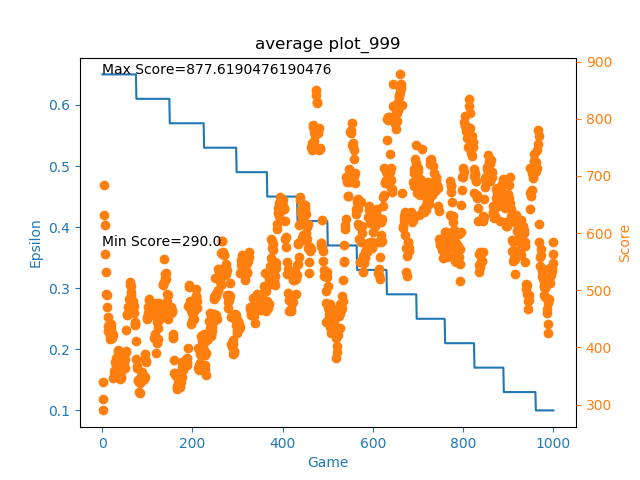 average plot_999
Max Score=877.6190476190476
Min Score=290.0
Epsilon
0.6
0.5
0.4
0.3
0.2
0.1
900
800
700
600
500
400
300
Score
0 200 400 600 800 1000
Game